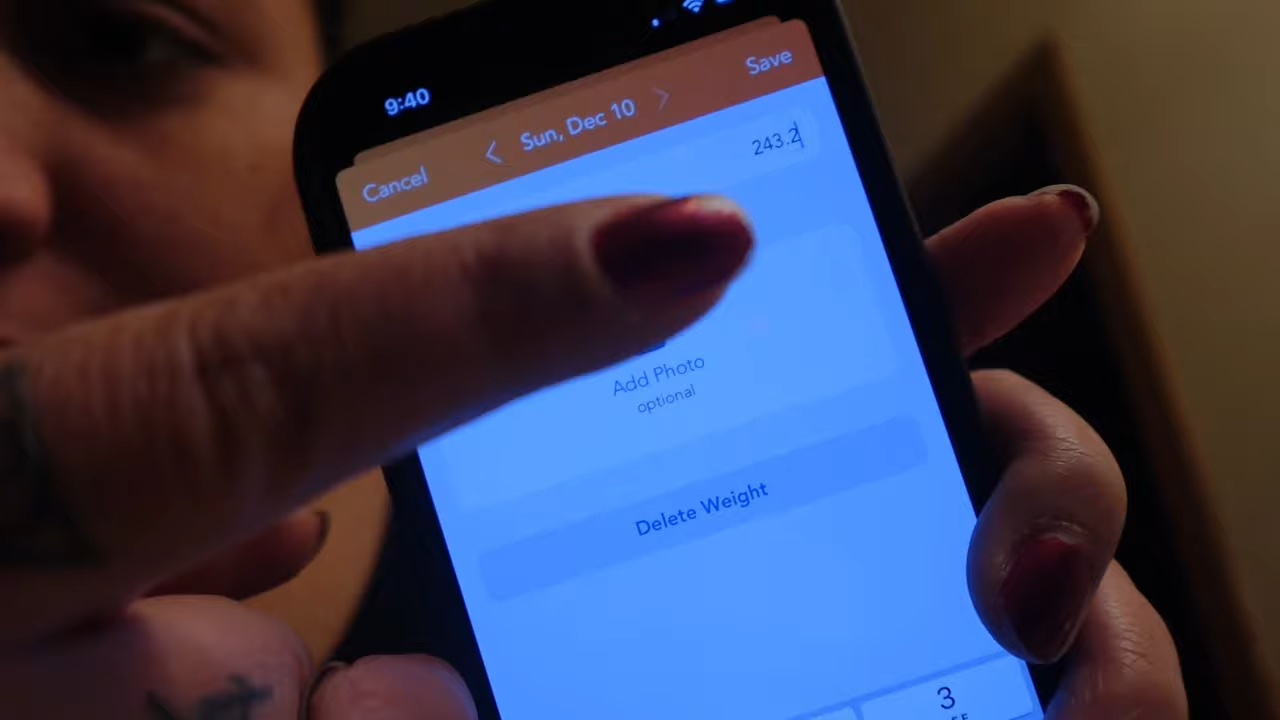 9:40
Cancel
Sun, Dec 10
Save
243.2
Add Photo
optional
Delete Weight
3